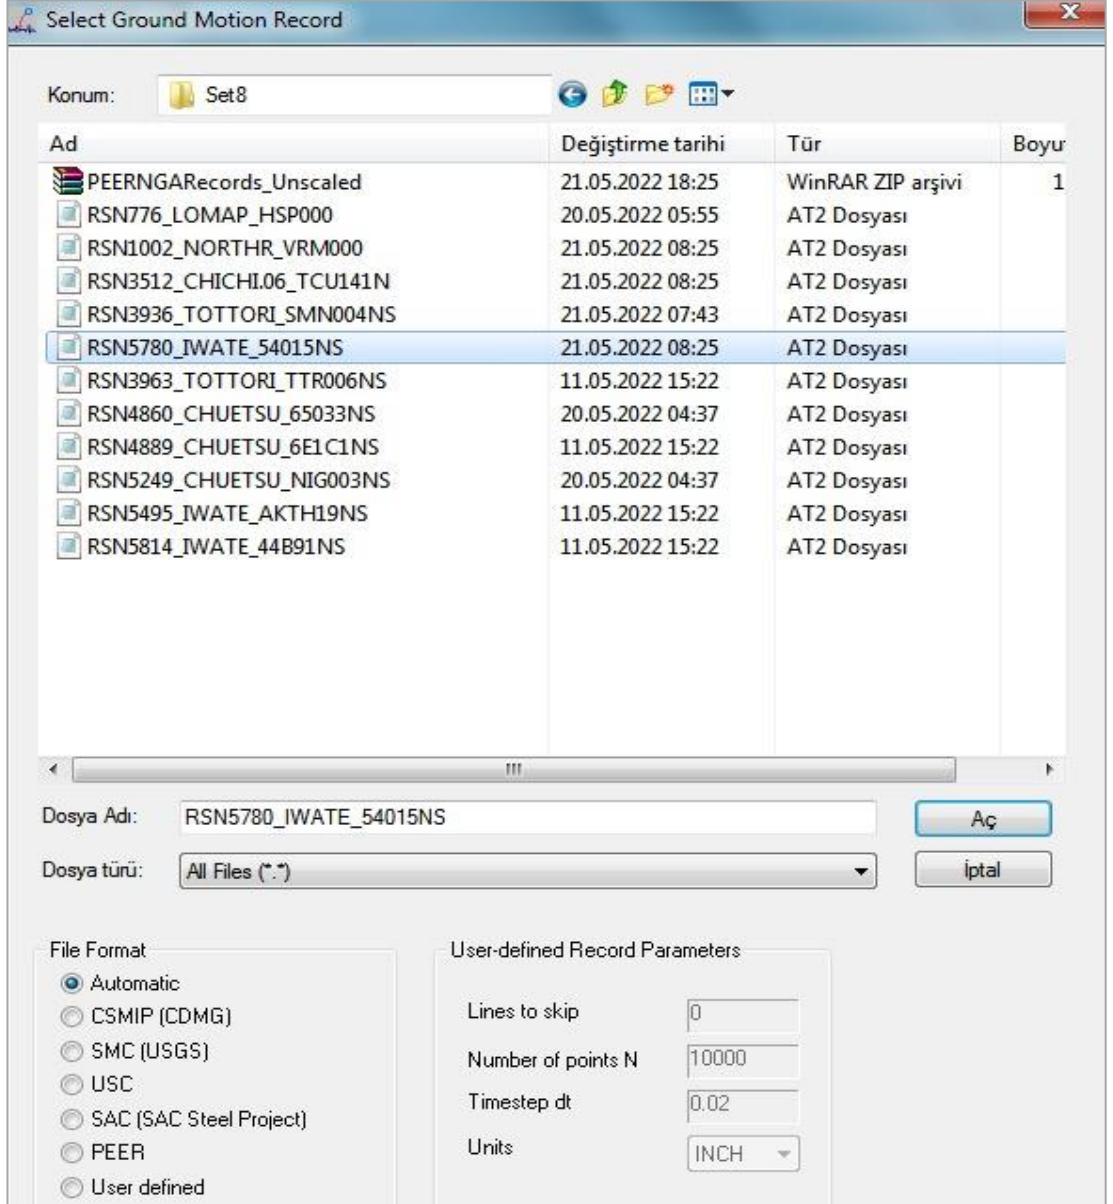 Select Ground Motion Record
Konum: Set8
Ad Değiştirme tarihi Tür Boyu
PEERNGARecords_Unscaled 21.05.2022 18:25 WinRAR ZIP arşivi 1
RSN776_LOMAP_HSP000 20.05.2022 05:55 AT2 Dosyası
RSN1002_NORTHR_VRM000 21.05.2022 08:25 AT2 Dosyası
RSN3512_CHICHI.06_TCU141N 21.05.2022 08:25 AT2 Dosyası
RSN3936_TOTTORI_SMN004NS 21.05.2022 07:43 AT2 Dosyası
RSN5780_IWATE_54015NS 21.05.2022 08:25 AT2 Dosyası
RSN3963_TOTTORI_TTR006NS 11.05.2022 15:22 AT2 Dosyası
RSN4860_CHUETSU_65033NS 20.05.2022 04:37 AT2 Dosyası
RSN4889_CHUETSU_6E1C1NS 11.05.2022 15:22 AT2 Dosyası
RSN5249_CHUETSU_NIG003NS 20.05.2022 04:37 AT2 Dosyası
RSN5495_IWATE_AKTH19NS 11.05.2022 15:22 AT2 Dosyası
RSN5814_IWATE_44B91NS 11.05.2022 15:22 AT2 Dosyası
Dosya Adı: RSN5780_IWATE_54015NS Aç
Dosya türü: All Files (*.*) İptal
File Format User-defined Record Parameters
Automatic
CSMIP (CDMG) Lines to skip 0
SMC (USGS) Number of points N 10000
USC
SAC (SAC Steel Project) Timestep dt 0.02
PEER Units INCH
User defined